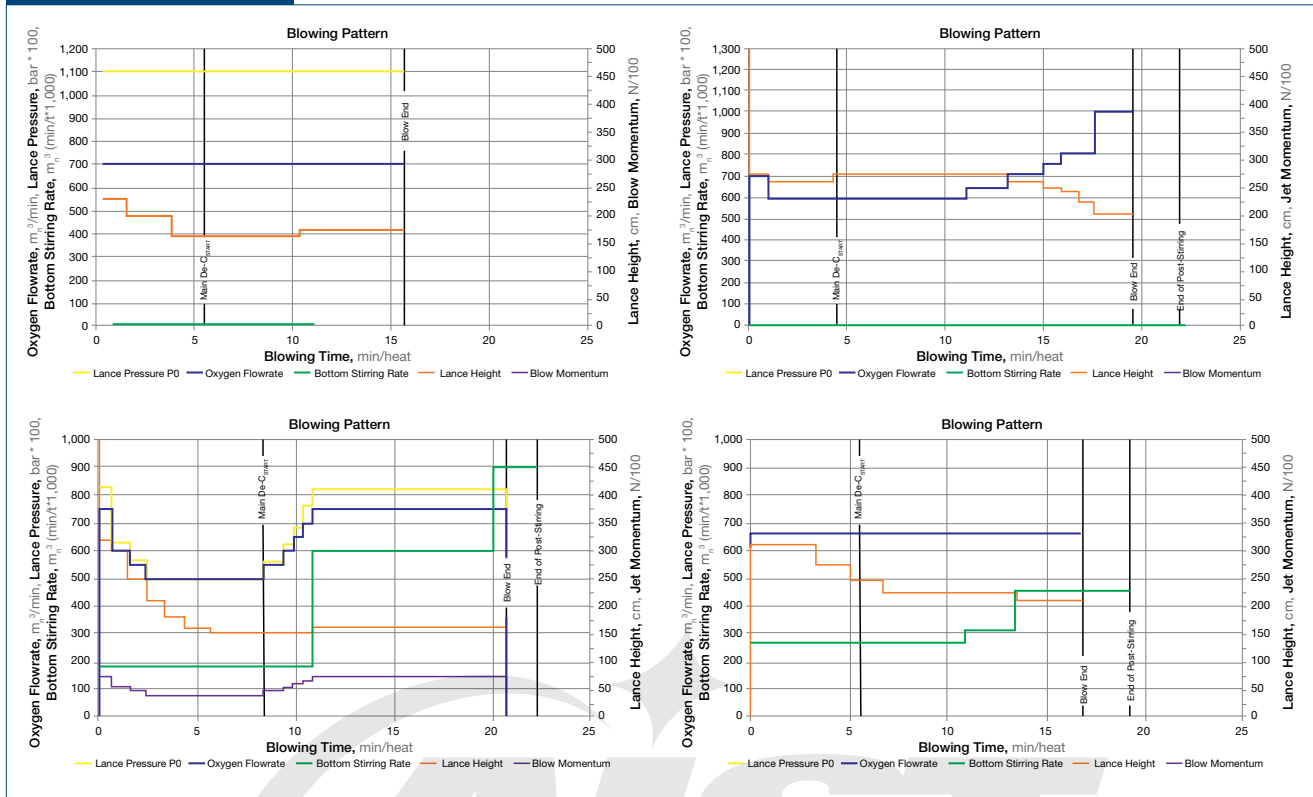 Blowing Pattern
Oxygen Flowrate, m³ₙ/min, Lance Pressure, bar * 100,
Bottom Stirring Rate, m³ₙ (min/t*1,000)
1,200
1,100
1,000
900
800
700
600
500
400
300
200
100
0
500
450
400
350
300
250
200
150
100
50
0
Lance Height, cm, Blow Momentum, N/100
Main De-C_START
Blow End
0 5 10 15 20 25
Blowing Time, min/heat
Lance Pressure P0 Oxygen Flowrate Bottom Stirring Rate Lance Height Blow Momentum
Blowing Pattern
Oxygen Flowrate, m³ₙ/min, Lance Pressure, bar * 100,
Bottom Stirring Rate, m³ₙ (min/t*1,000)
1,300
1,200
1,100
1,000
900
800
700
600
500
400
300
200
100
0
500
450
400
350
300
250
200
150
100
50
0
Lance Height, cm, Jet Momentum, N/100
Main De-C_START
Blow End
End of Post-Stirring
0 5 10 15 20 25
Blowing Time, min/heat
Lance Pressure P0 Oxygen Flowrate Bottom Stirring Rate Lance Height Blow Momentum
Blowing Pattern
Oxygen Flowrate, m³ₙ/min, Lance Pressure, bar * 100,
Bottom Stirring Rate, m³ₙ (min/t*1,000)
1,000
900
800
700
600
500
400
300
200
100
0
500
450
400
350
300
250
200
150
100
50
0
Lance Height, cm, Jet Momentum, N/100
Main De-C_START
Blow End
End of Post-Stirring
0 5 10 15 20 25
Blowing Time, min/heat
Lance Pressure P0 Oxygen Flowrate Bottom Stirring Rate Lance Height Blow Momentum
Blowing Pattern
Oxygen Flowrate, m³ₙ/min, Lance Pressure, bar * 100,
Bottom Stirring Rate, m³ₙ (min/t*1,000)
1,000
900
800
700
600
500
400
300
200
100
0
500
450
400
350
300
250
200
150
100
50
0
Lance Height, cm, Jet Momentum, N/100
Main De-C_START
Blow End
End of Post-Stirring
0 5 10 15 20 25
Blowing Time, min/heat
Lance Pressure P0 Oxygen Flowrate Bottom Stirring Rate Lance Height Blow Momentum